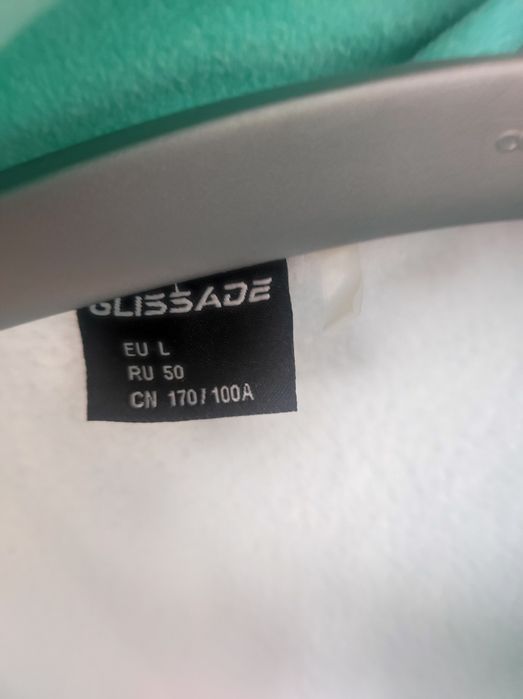 GLISSADE
EU L
RU 50
CN 170/100A